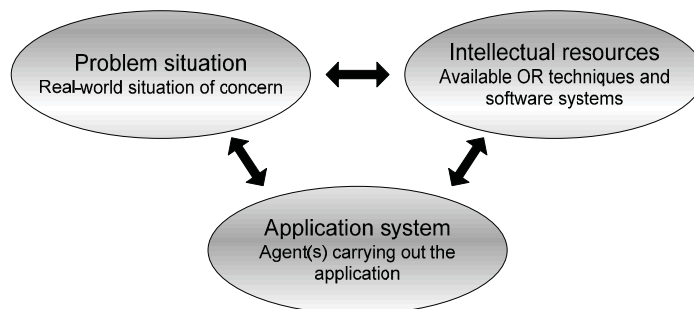 Problem situation
Real-world situation of concern
Intellectual resources
Available OR techniques and
software systems
Application system
Agent(s) carrying out the
application